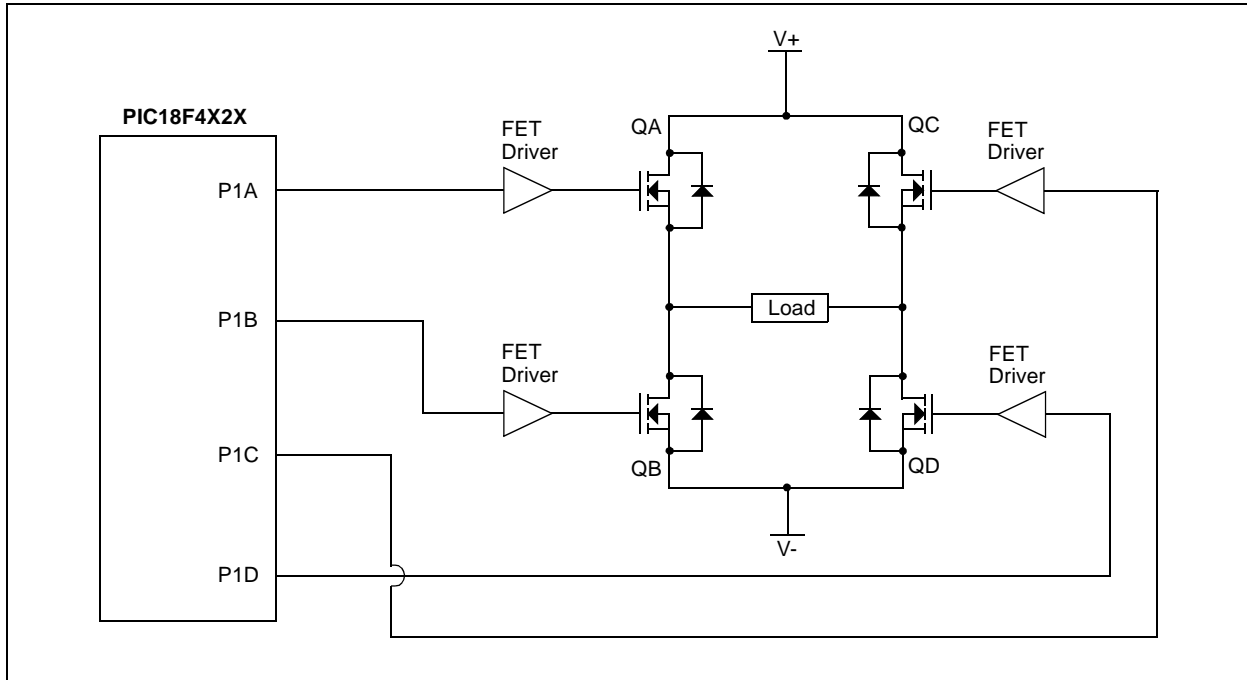 V+
PIC18F4X2X
FET
Driver
QA
QC
FET
Driver
P1A
P1B
Load
FET
Driver
FET
Driver
P1C
QB
QD
V-
P1D